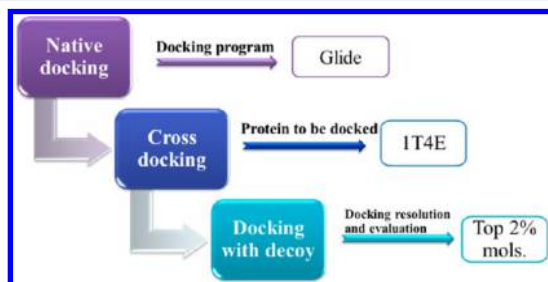 Native
docking
Docking program
Glide
Cross
docking
Protein to be docked
1T4E
Docking
with decoy
Docking resolution
and evaluation
Top 2%
mols.